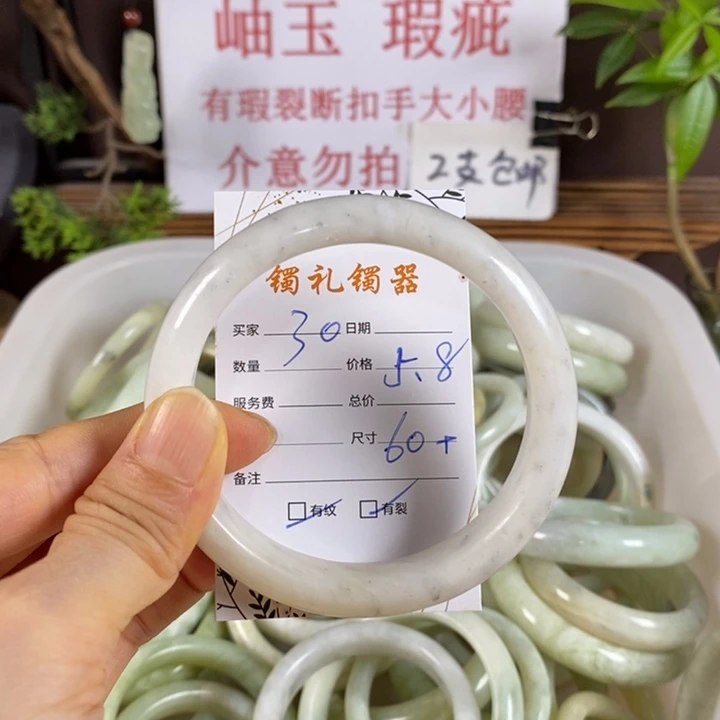 岫玉 瑕疵
有瑕裂断扣手大小腰
介意勿拍
2支包邮
镯礼镯器
买家 30 日期
数量 价格 5.8
服务费 总价
尺寸 60+
备注
有纹 有裂